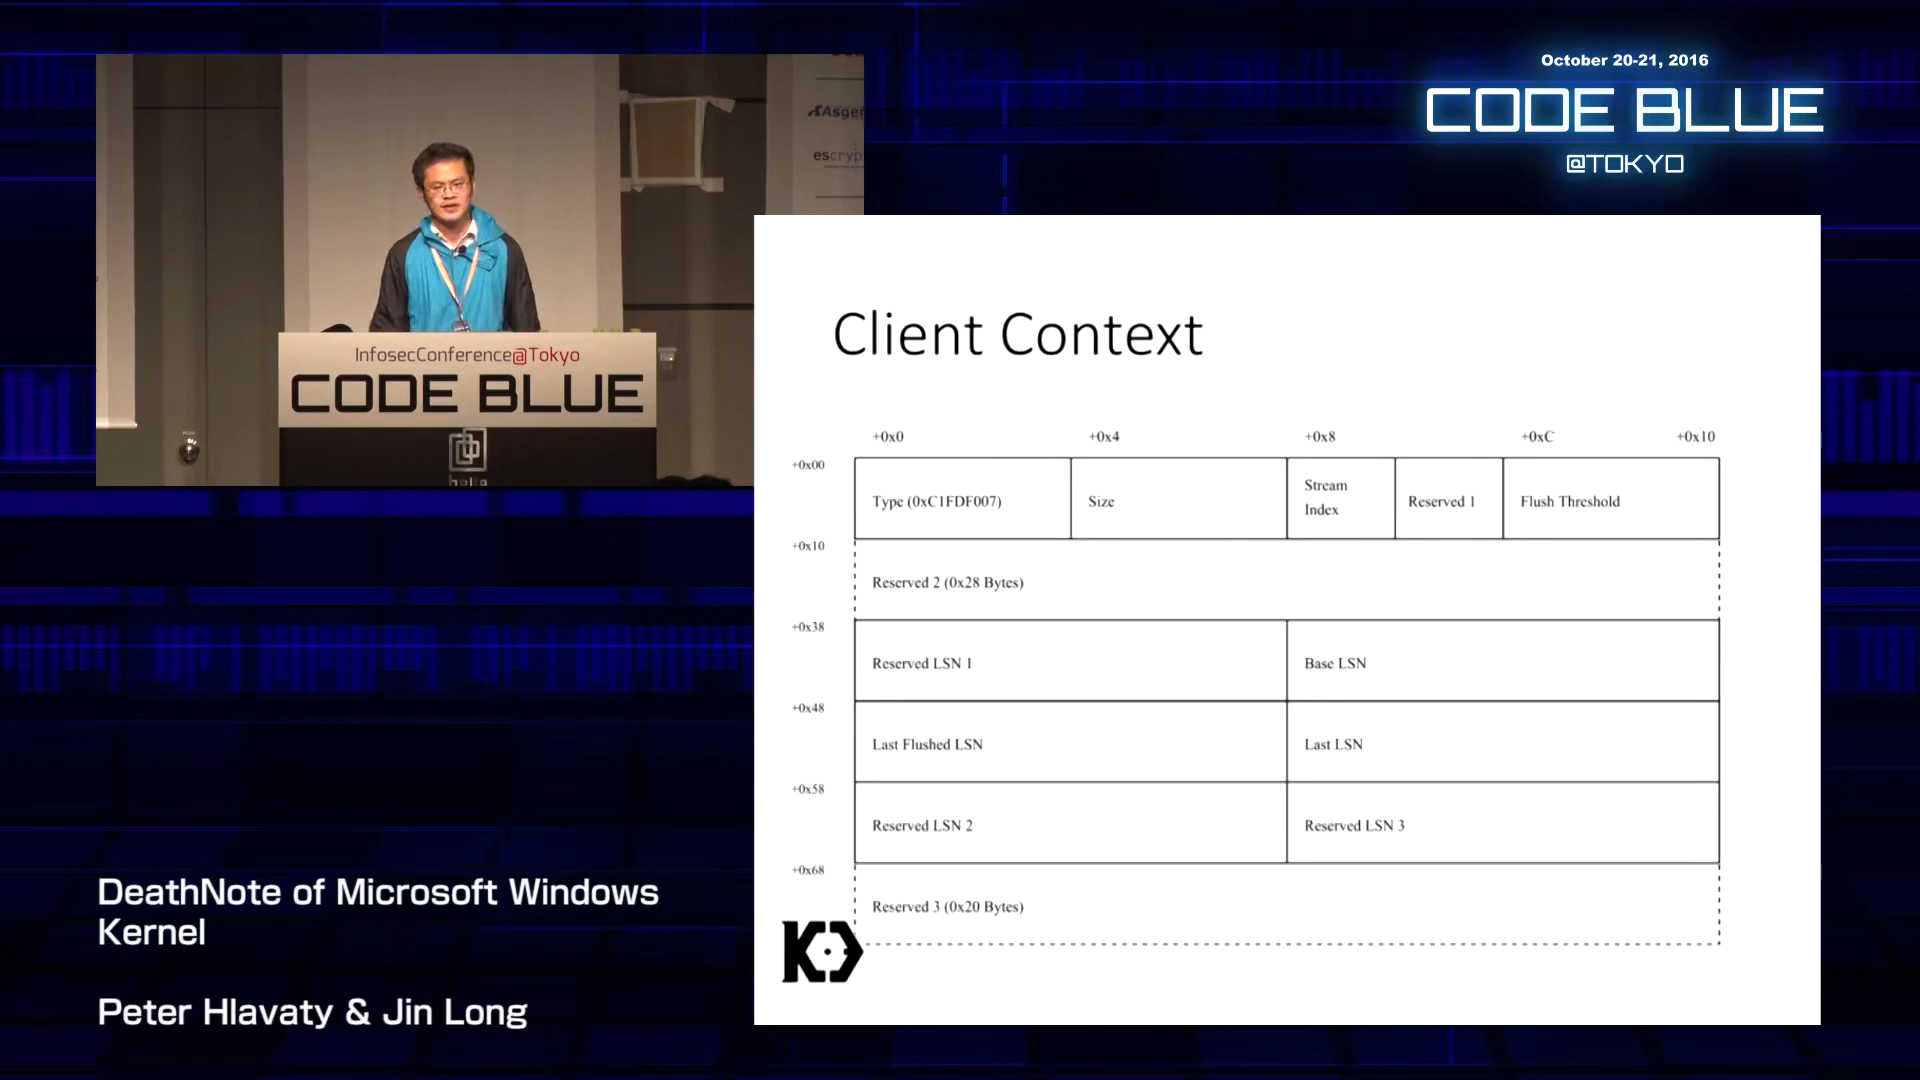 October 20-21, 2016
CODE BLUE
@TOKYO
InfosecConference@Tokyo
CODE BLUE
Client Context
+0x0 +0x4 +0x8 +0xC +0x10
+0x00
Type (0xC1FDF007) Size Stream Index Reserved 1 Flush Threshold
+0x10
Reserved 2 (0x28 Bytes)
+0x38
Reserved LSN 1 Base LSN
+0x48
Last Flushed LSN Last LSN
+0x58
Reserved LSN 2 Reserved LSN 3
+0x68
Reserved 3 (0x20 Bytes)
DeathNote of Microsoft Windows
Kernel
Peter Hlavaty & Jin Long